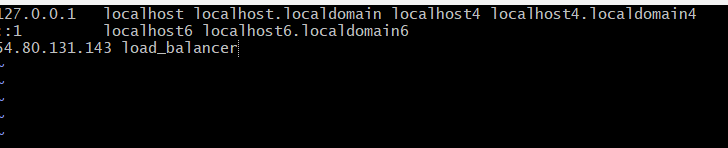 127.0.0.1   localhost localhost.localdomain localhost4 localhost4.localdomain4
::1         localhost6 localhost6.localdomain6
54.80.131.143 load_balancer
~
~
~
~
~